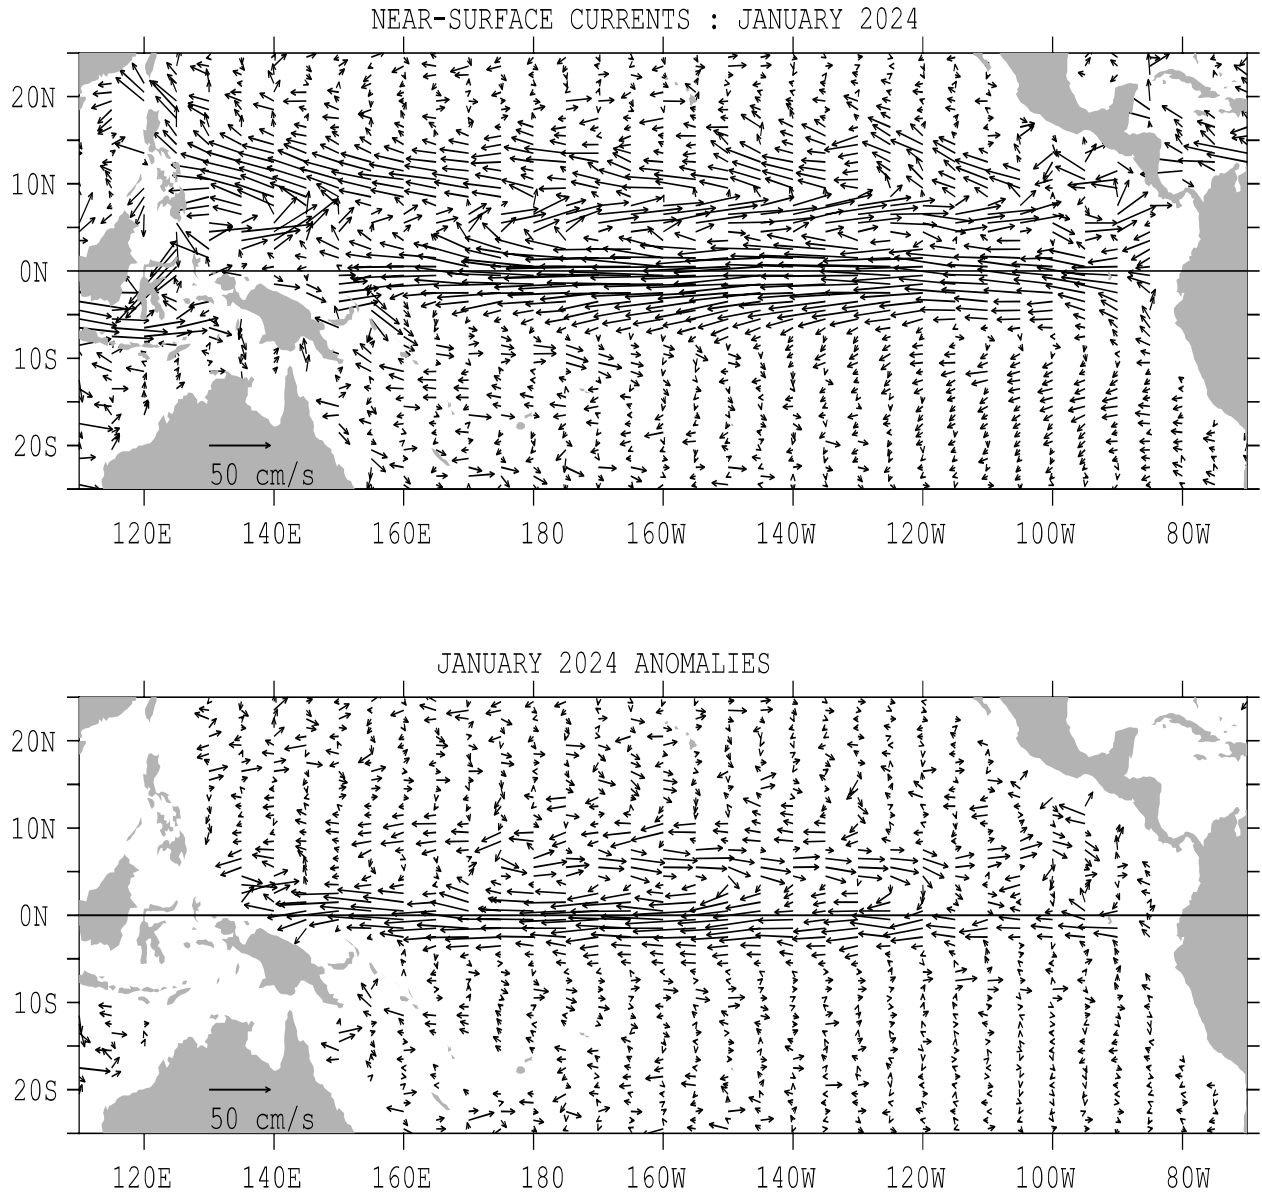 NEAR-SURFACE CURRENTS : JANUARY 2024
20N
10N
0N
10S
20S
50 cm/s
120E 140E 160E 180 160W 140W 120W 100W 80W
JANUARY 2024 ANOMALIES
20N
10N
0N
10S
20S
50 cm/s
120E 140E 160E 180 160W 140W 120W 100W 80W